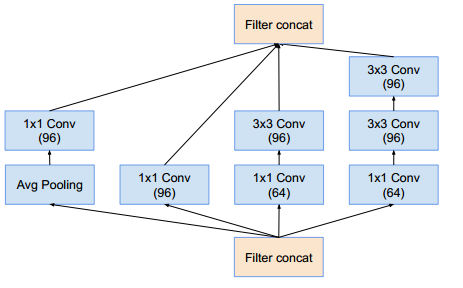 Filter concat
3x3 Conv
(96)
1x1 Conv
(96)
3x3 Conv
(96)
3x3 Conv
(96)
Avg Pooling
1x1 Conv
(96)
1x1 Conv
(64)
1x1 Conv
(64)
Filter concat